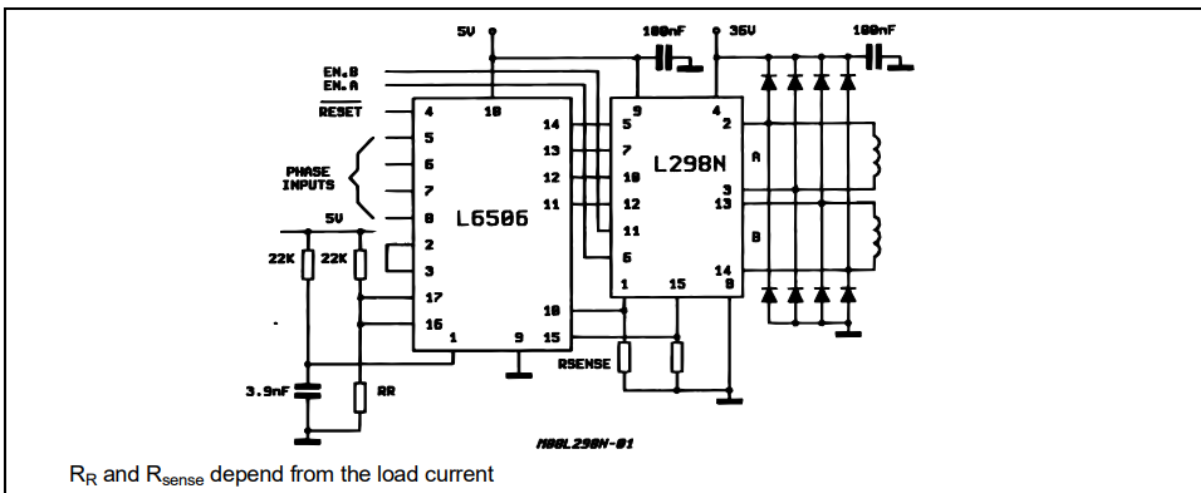 5V 100nF 36V 100nF
EN.B
EN.A
RESET 4 10 9 4
5 14 5 2
6 13 7 A
PHASE INPUTS
7 12 10 L298N 3
8 11 12 13
L6506
5V
22K 22K 2 11 B
3 6 14
17 1 15 8
16 10
1 9 15 RSENSE
3.9nF RR
M88L298N-01
R_R and R_sense depend from the load current